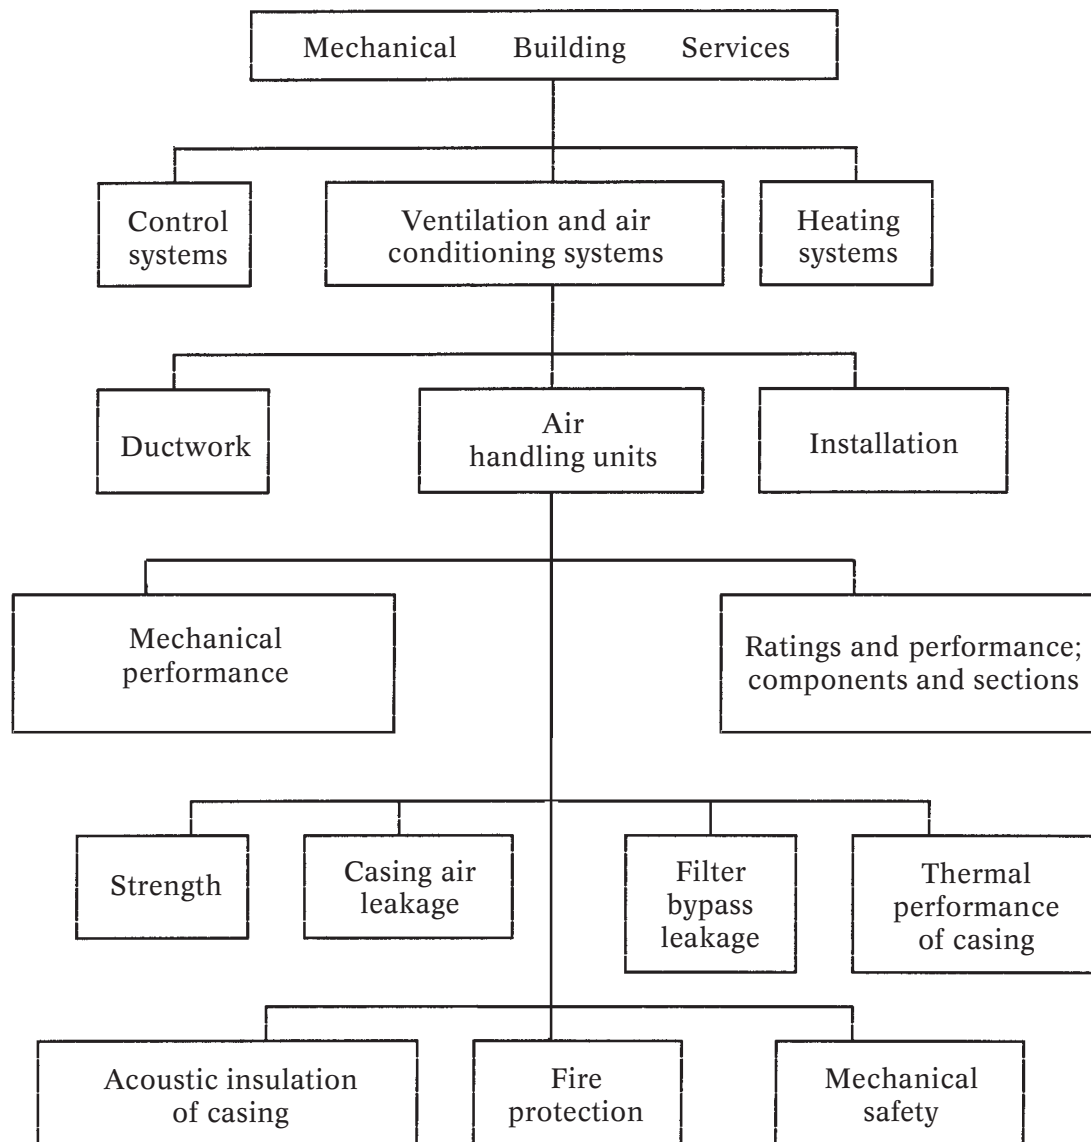 Mechanical Building Services
Control
systems
Ventilation and air
conditioning systems
Heating
systems
Ductwork
Air
handling units
Installation
Mechanical
performance
Ratings and performance;
components and sections
Strength
Casing air
leakage
Filter
bypass
leakage
Thermal
performance
of casing
Acoustic insulation
of casing
Fire
protection
Mechanical
safety